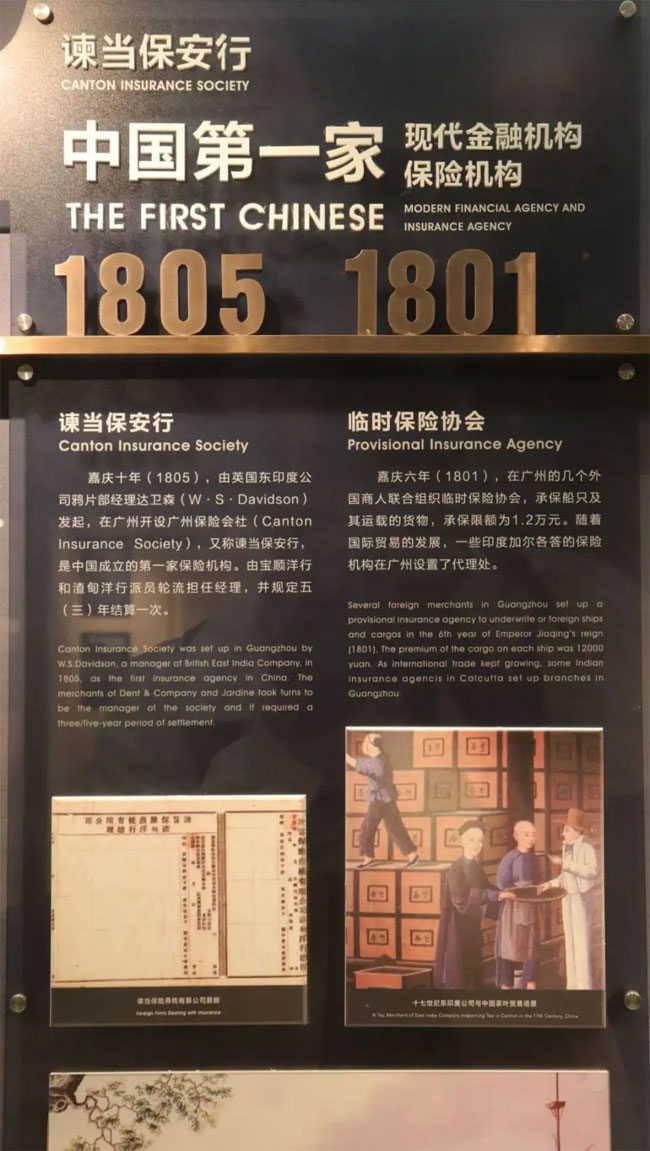 谏当保安行
CANTON INSURANCE SOCIETY
中国第一家
现代金融机构
保险机构
THE FIRST CHINESE
MODERN FINANCIAL AGENCY AND
INSURANCE AGENCY
1805
1801
谏当保安行
Canton Insurance Society
嘉庆十年（1805），由英国东印度公
司鸦片部经理达卫森（W·S·Davidson）
发起，在广州开设广州保险会社（Canton
Insurance Society），又称谏当保安行，
是中国成立的第一家保险机构。由宝顺洋行
和渣甸洋行派员轮流担任经理，并规定五
（三）年结算一次。
Canton Insurance Society was set up in Guangzhou by
W.S.Davidson, a manager of British East India Company, in
1805, as the first insurance agency in China. The
merchants of Dent & Company and Jardine took turns to
be the manager of the society and it required a
three/five-year period of settlement.
临时保险协会
Provisional Insurance Agency
嘉庆六年（1801），在广州的几个外
国商人联合组织临时保险协会，承保船只及
其运载的货物，承保限额为1.2万元。随着
国际贸易的发展，一些印度加尔各答的保险
机构在广州设置了代理处。
Several foreign merchants in Guangzhou set up a
provisional insurance agency to underwrite or foreign ships
and cargos in the 6th year of Emperor Jiaqing's reign
(1801). The premium of the cargo on each ship was 12000
yuan. As international trade kept growing, some Indian
insurance agencis in Calcutta set up branches in
Guangzhou.
Foreign Firms Dealing with Insurance
十七世纪东印度公司与中国茶叶贸易场景
A Tea Merchant of East India Company Inspecting Tea in Canton in the 17th Century, China